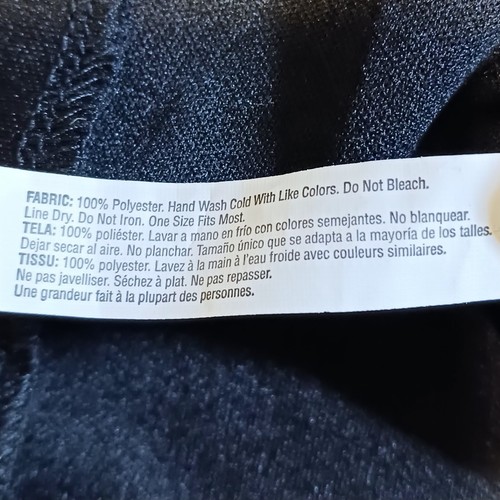 FABRIC: 100% Polyester. Hand Wash Cold With Like Colors. Do Not Bleach.
Line Dry. Do Not Iron. One Size Fits Most.
TELA: 100% poliéster. Lavar a mano en frío con colores semejantes. No blanquear.
Dejar secar al aire. No planchar. Tamaño único que se adapta a la mayoría de los talles.
TISSU: 100% polyester. Lavez à la main à l'eau froide avec couleurs similaires.
Ne pas javelliser. Séchez à plat. Ne pas repasser.
Une grandeur fait à la plupart des personnes.